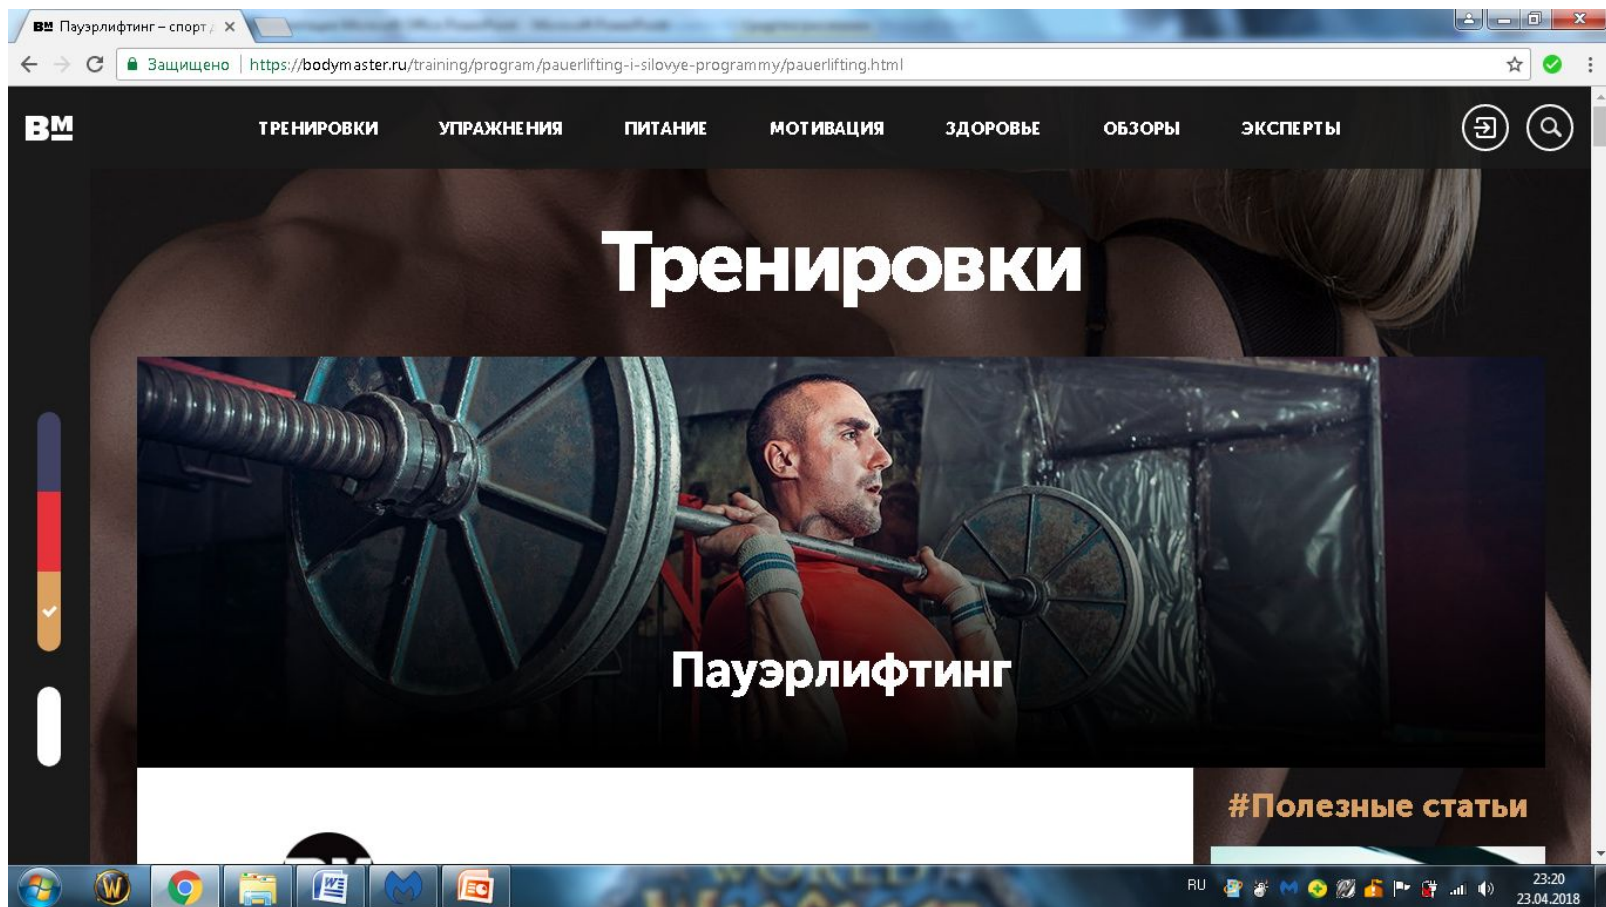 BM Пауэрлифтинг – спорт д
Защищено https://bodymaster.ru/training/program/pauerlifting-i-silovye-programmy/pauerlifting.html
BM ТРЕНИРОВКИ УПРАЖНЕНИЯ ПИТАНИЕ МОТИВАЦИЯ ЗДОРОВЬЕ ОБЗОРЫ ЭКСПЕРТЫ
Тренировки
Пауэрлифтинг
#Полезные статьи
RU
23:20
23.04.2018